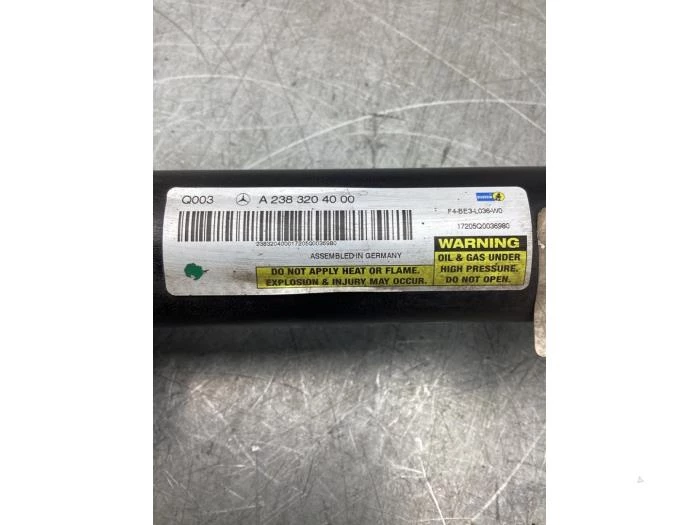 Q003 A 238 320 40 00
F4-BE3-L036-W0
17205Q0036980
238320400017205Q0036980
ASSEMBLED IN GERMANY
DO NOT APPLY HEAT OR FLAME.
EXPLOSION & INJURY MAY OCCUR.
WARNING
OIL & GAS UNDER
HIGH PRESSURE.
DO NOT OPEN.